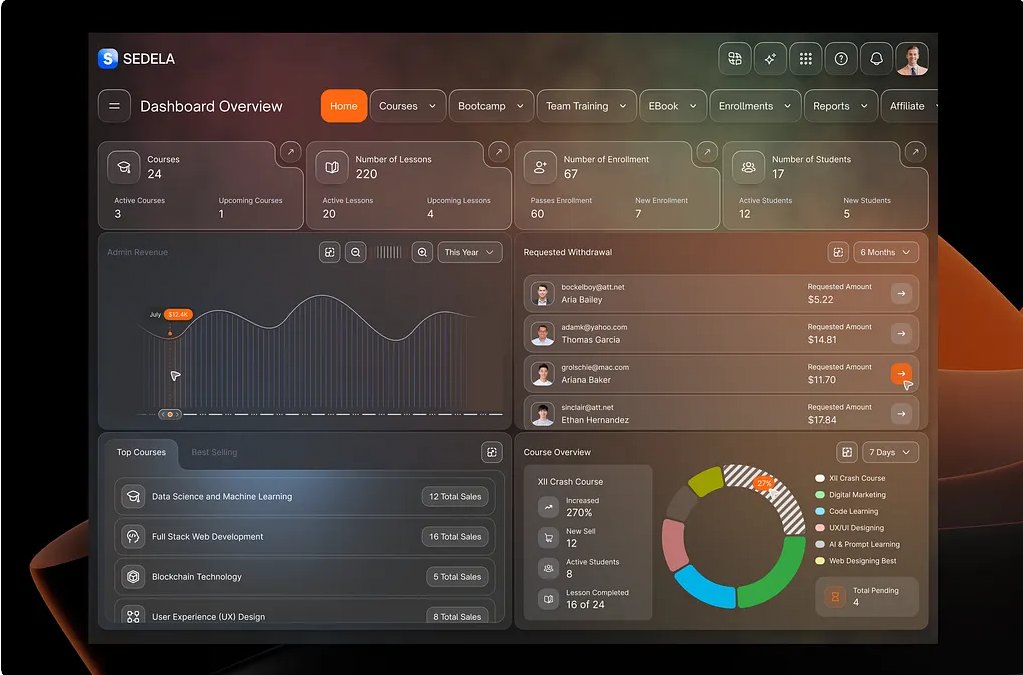 S SEDELA
Dashboard Overview
Home
Courses
Bootcamp
Team Training
EBook
Enrollments
Reports
Affiliate
Courses
24
Active Courses
3
Upcoming Courses
1
Number of Lessons
220
Active Lessons
20
Upcoming Lessons
4
Number of Enrollment
67
Passes Enrollment
60
New Enrollment
7
Number of Students
17
Active Students
12
New Students
5
Admin Revenue
This Year
July $12.4K
Requested Withdrawal
6 Months
bockelboy@att.net
Aria Bailey
Requested Amount
$5.22
adamk@yahoo.com
Thomas Garcia
Requested Amount
$14.81
grolschie@mac.com
Ariana Baker
Requested Amount
$11.70
sinclair@att.net
Ethan Hernandez
Requested Amount
$17.84
Top Courses
Best Selling
Data Science and Machine Learning
12 Total Sales
Full Stack Web Development
16 Total Sales
Blockchain Technology
5 Total Sales
User Experience (UX) Design
8 Total Sales
Course Overview
7 Days
XII Crash Course
Increased
270%
New Sell
12
Active Students
8
Lesson Completed
16 of 24
27%
XII Crash Course
Digital Marketing
Code Learning
UX/UI Designing
AI & Prompt Learning
Web Designing Best
Total Pending
4